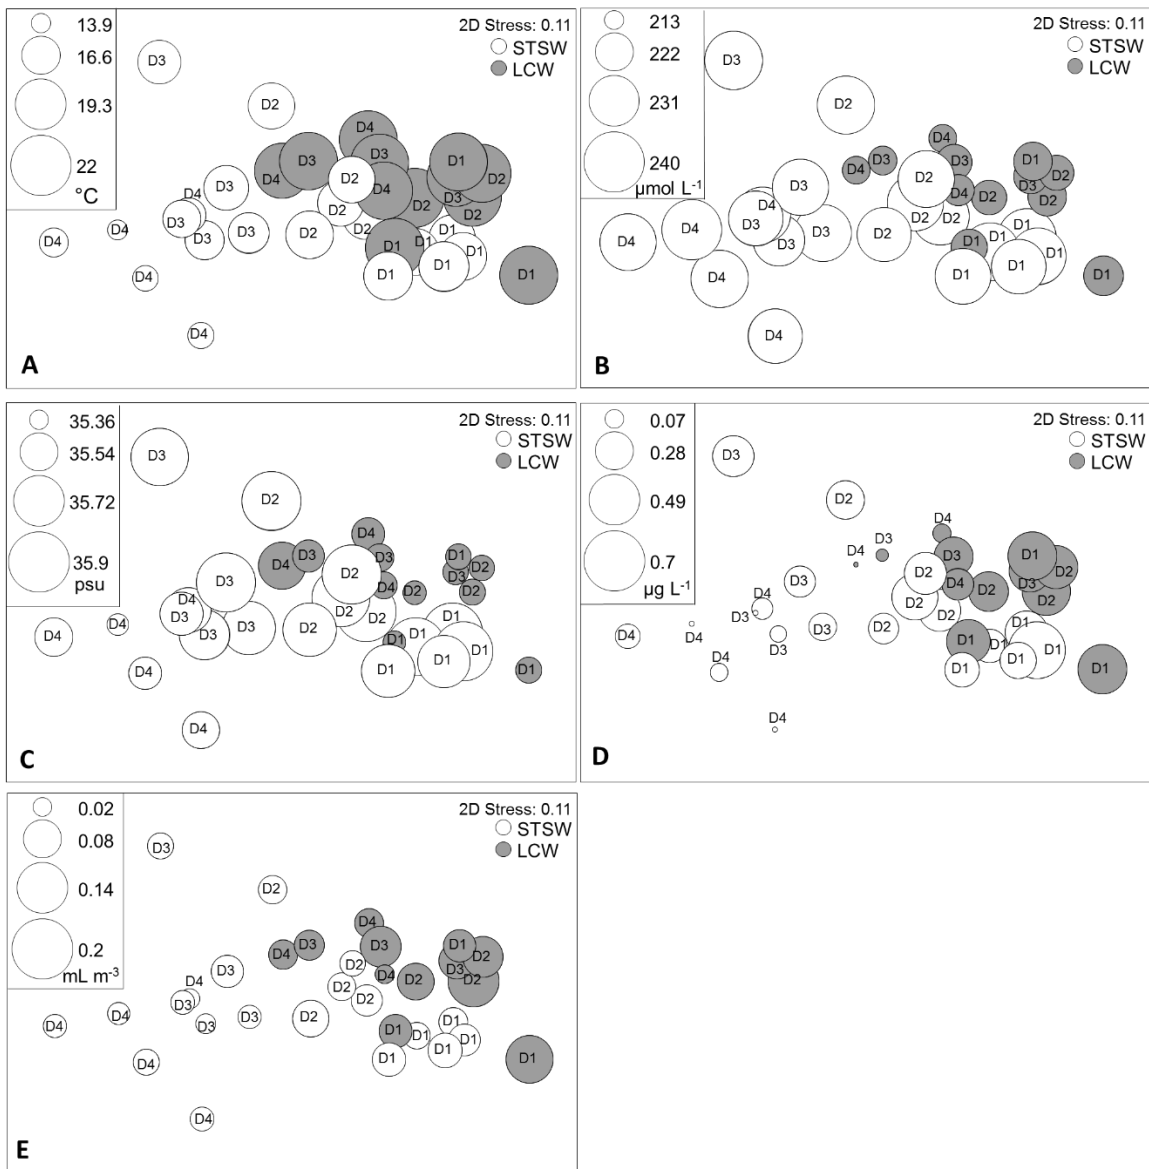 13.9
16.6
19.3
22
°C
2D Stress: 0.11
STSW
LCW
D3
D2
D4
D4
D3
D3
D1
D2
D2
D4
D3
D4
D2
D3
D2
D4
D3
D2
D2
D2
D3
D4
D4
D1
D1
D1
D1
D1
D1
D1
D4
D4
A
213
222
231
240
µmol L-1
2D Stress: 0.11
STSW
LCW
D3
D2
D4
D4
D3
D3
D1
D2
D2
D3
D4
D3
D2
D2
D4
D3
D2
D2
D2
D4
D4
D3
D1
D1
D1
D1
D1
D1
D4
D4
B
35.36
35.54
35.72
35.9
psu
2D Stress: 0.11
STSW
LCW
D3
D2
D4
D4
D3
D3
D1
D2
D2
D3
D3
D4
D2
D2
D4
D3
D2
D2
D4
D4
D3
D1
D1
D1
D1
D1
D1
D4
D4
C
0.07
0.28
0.49
0.7
µg L-1
2D Stress: 0.11
STSW
LCW
D3
D2
D4
D3
D4
D3
D1
D2
D2
D3
D3
D4
D2
D2
D4
D3
D2
D2
D3
D2
D4
D4
D3
D1
D1
D1
D1
D1
D1
D1
D4
D4
D
0.02
0.08
0.14
0.2
mL m-3
2D Stress: 0.11
STSW
LCW
D3
D2
D4
D4
D3
D3
D1
D2
D2
D3
D3
D2
D4
D2
D4
D3
D2
D2
D4
D4
D3
D3
D2
D1
D1
D1
D1
D1
D1
D1
D4
D4
E